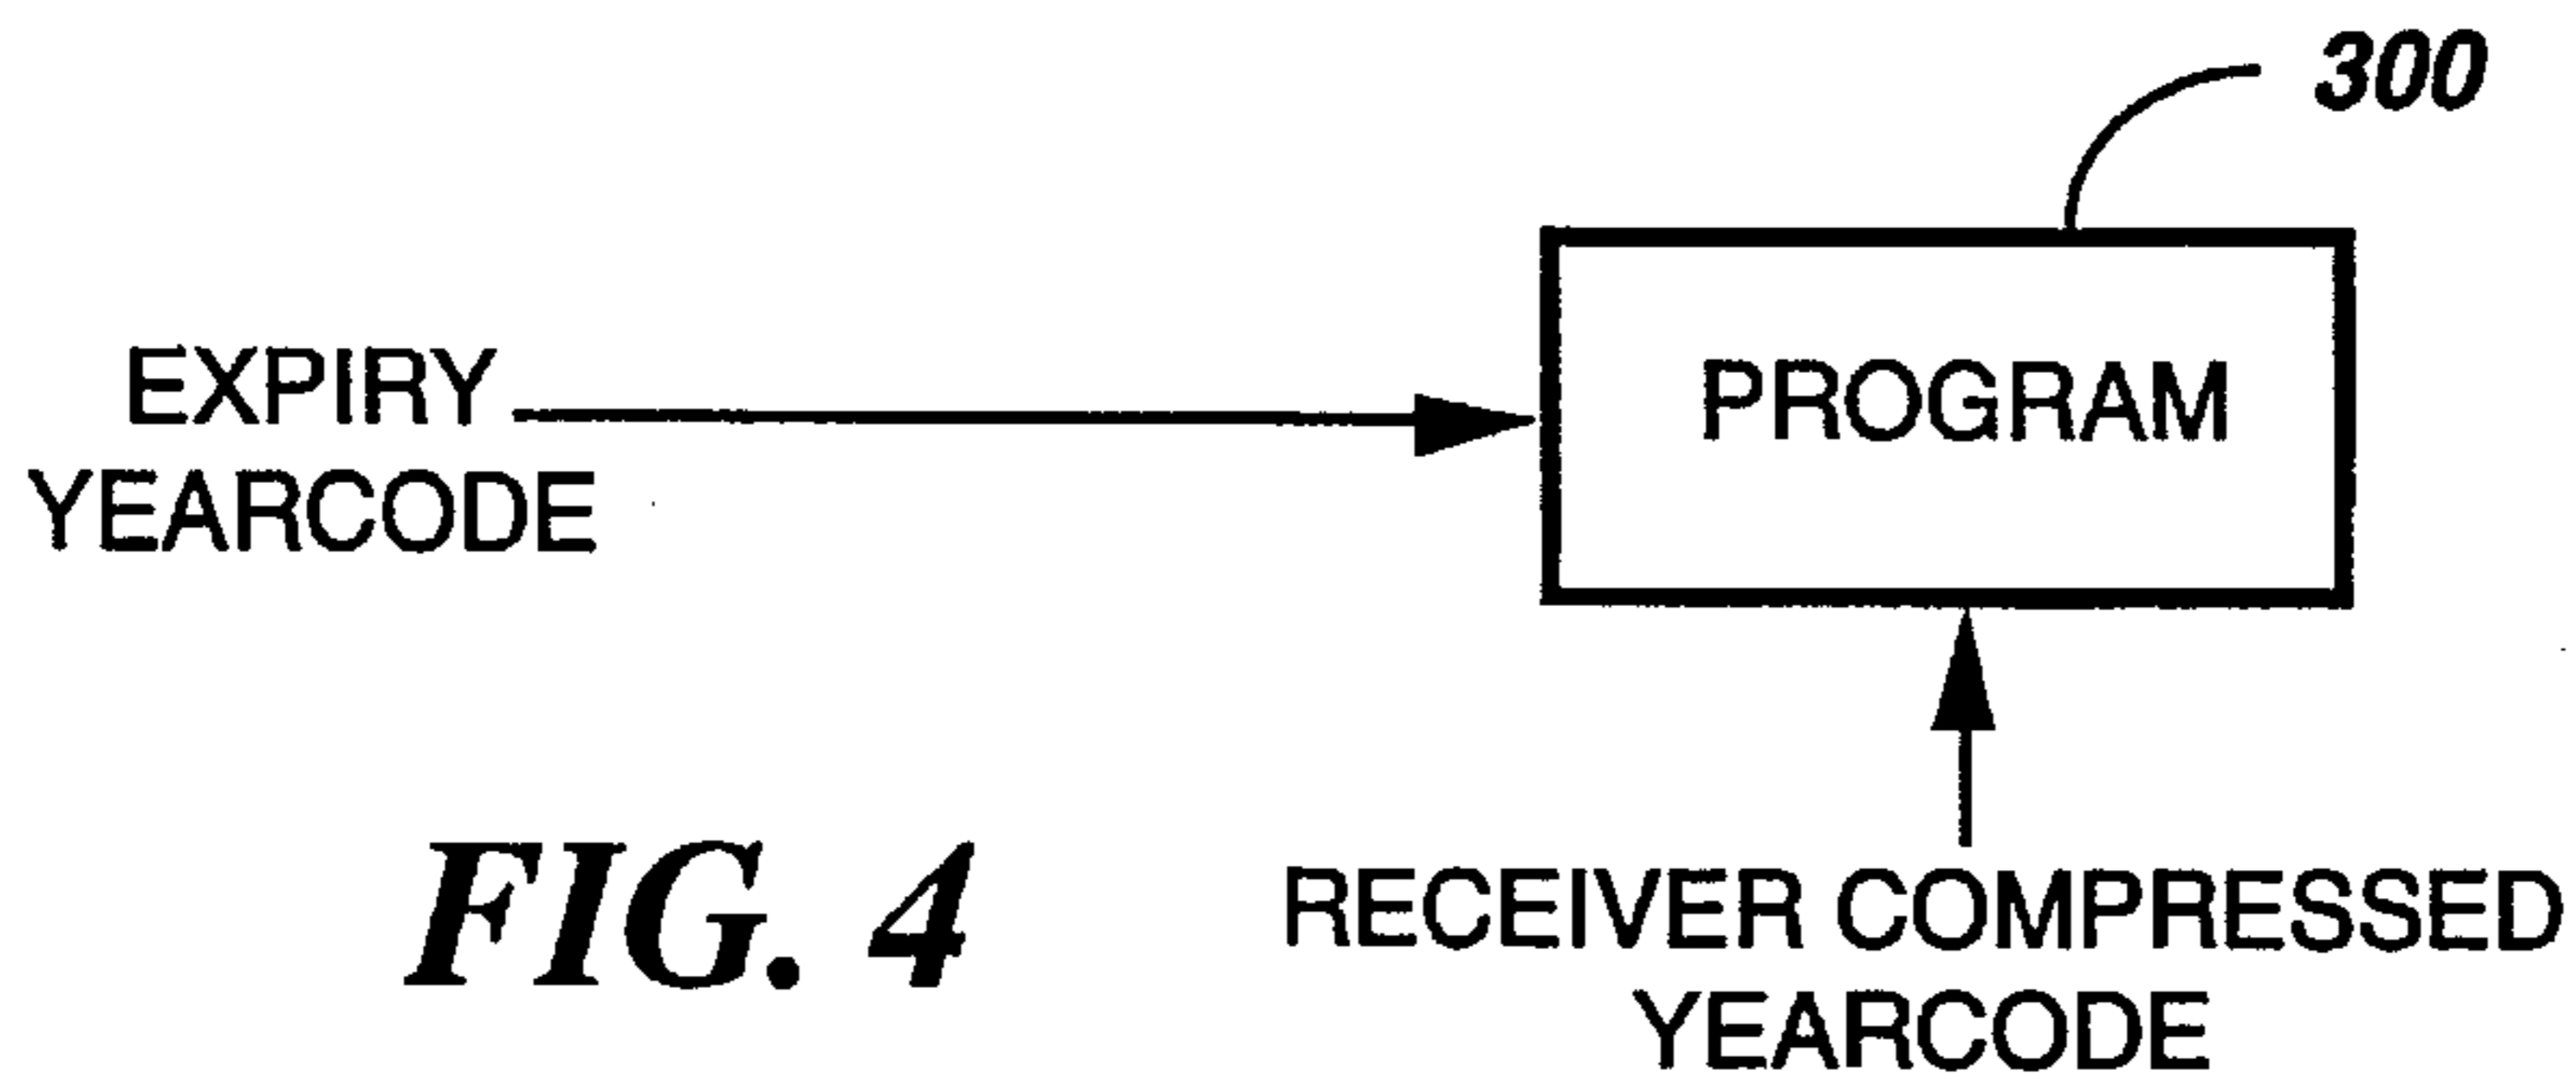 300
EXPIRY
YEARCODE
PROGRAM
RECEIVER COMPRESSED
YEARCODE
FIG. 4